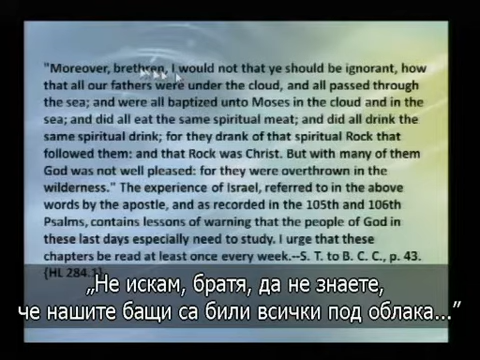 "Moreover, brethren, I would not that ye should be ignorant, how
that all our fathers were under the cloud, and all passed through
the sea; and were all baptized unto Moses in the cloud and in the
sea; and did all eat the same spiritual meat; and did all drink the
same spiritual drink; for they drank of that spiritual Rock that
followed them: and that Rock was Christ. But with many of them
God was not well pleased: for they were overthrown in the
wilderness." The experience of Israel, referred to in the above
words by the apostle, and as recorded in the 105th and 106th
Psalms, contains lessons of warning that the people of God in
these last days especially need to study. I urge that these
chapters be read at least once every week.--S. T. to B. C. C., p. 43.
{HL 284.1}
„Не искам, братя, да не знаете,
че нашите бащи са били всички под облака...”